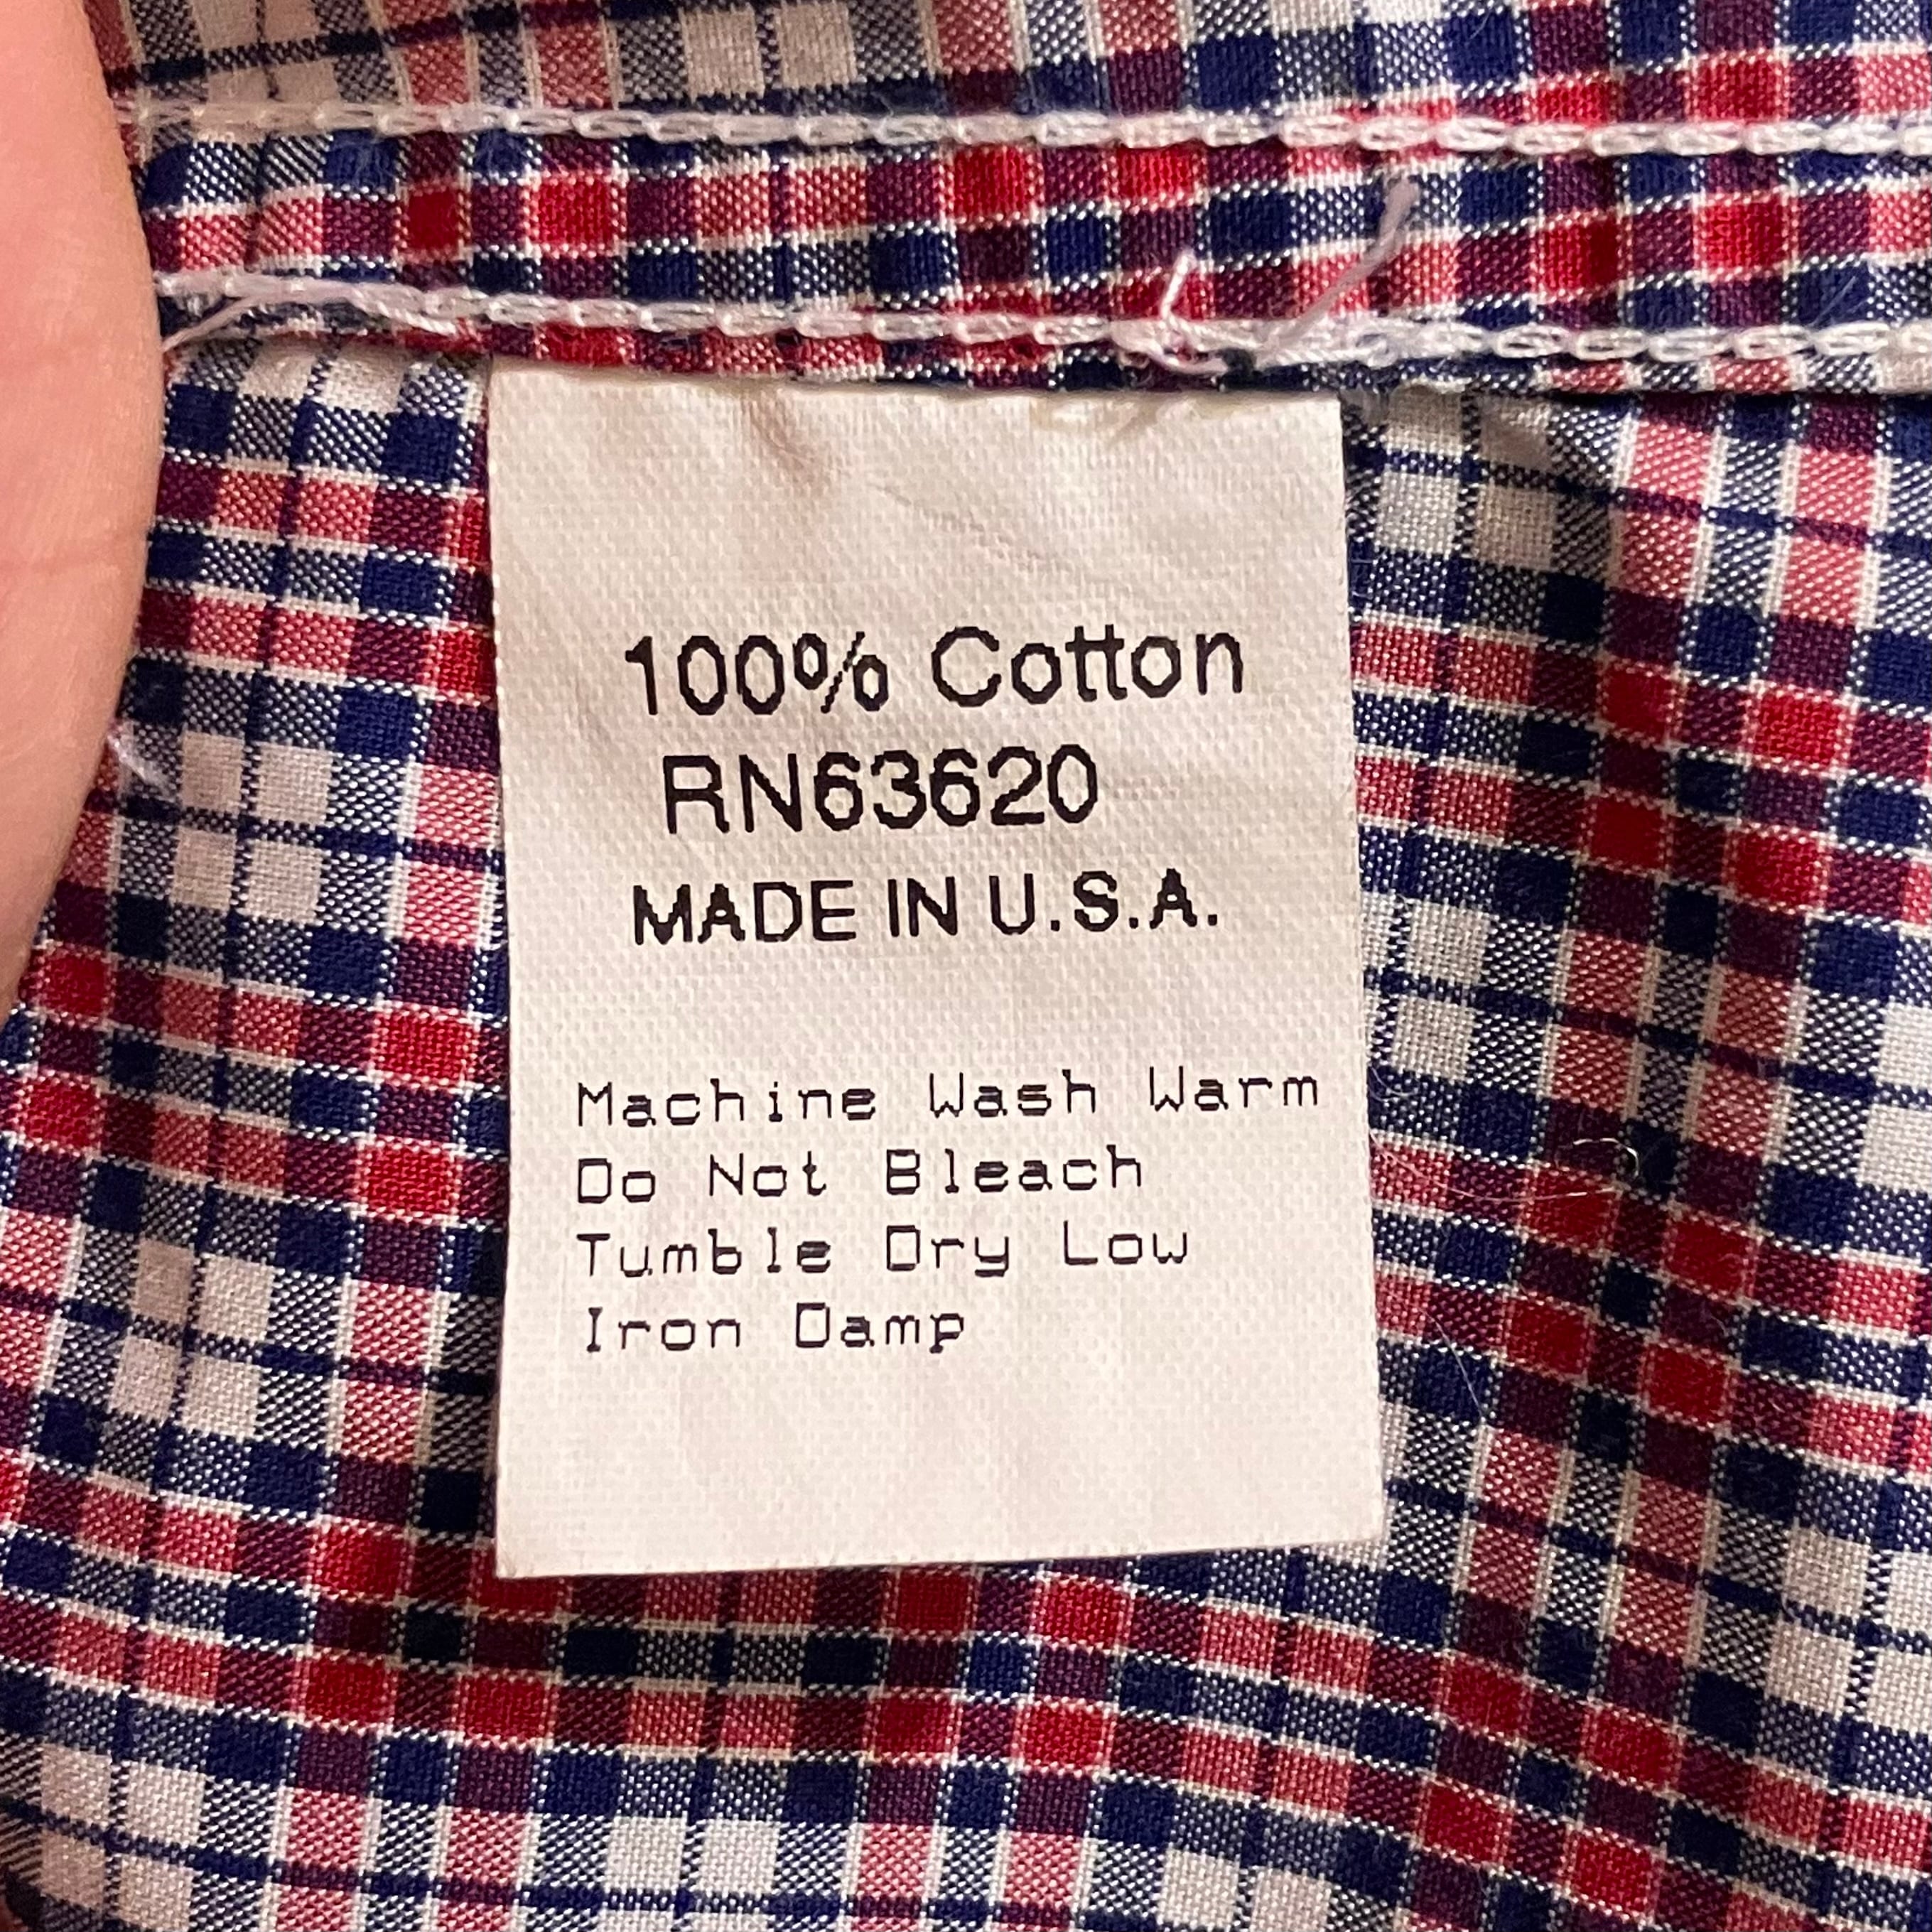 100% Cotton
RN63620
MADE IN U.S.A.
Machine Wash Warm
Do Not Bleach
Tumble Dry Low
Iron Damp